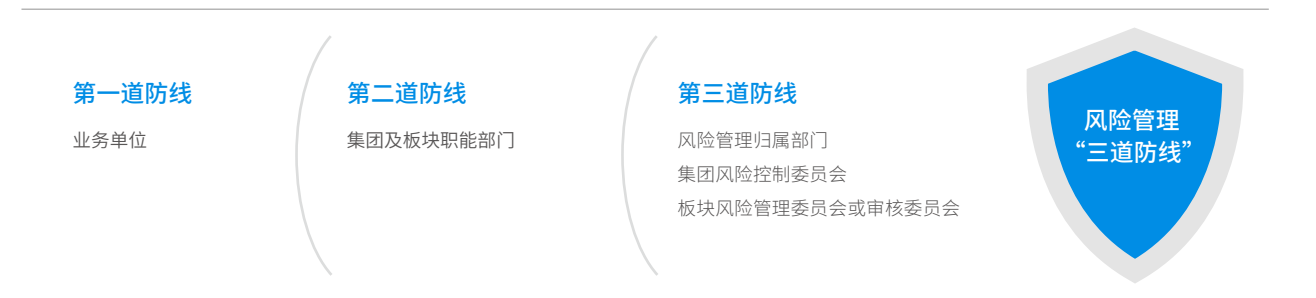 第一道防线
业务单位
第二道防线
集团及板块职能部门
第三道防线
风险管理归属部门
集团风险控制委员会
板块风险管理委员会或审核委员会
风险管理
“三道防线”